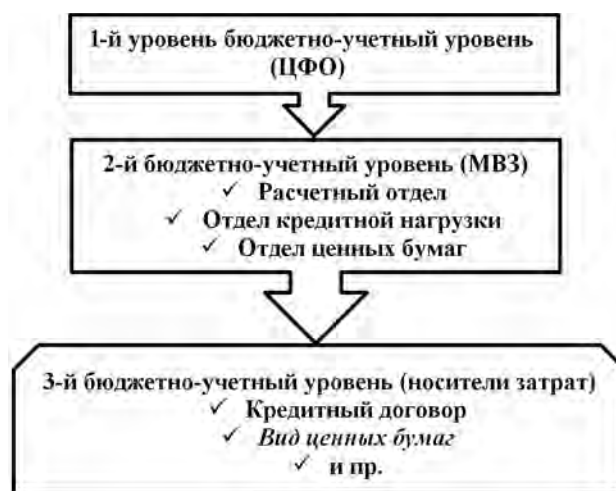 1-й уровень бюджетно-учетный уровень
(ЦФО)
2-й бюджетно-учетный уровень (МВЗ)
✓ Расчетный отдел
✓ Отдел кредитной нагрузки
✓ Отдел ценных бумаг
3-й бюджетно-учетный уровень (носители затрат)
✓ Кредитный договор
✓ Вид ценных бумаг
✓ и пр.